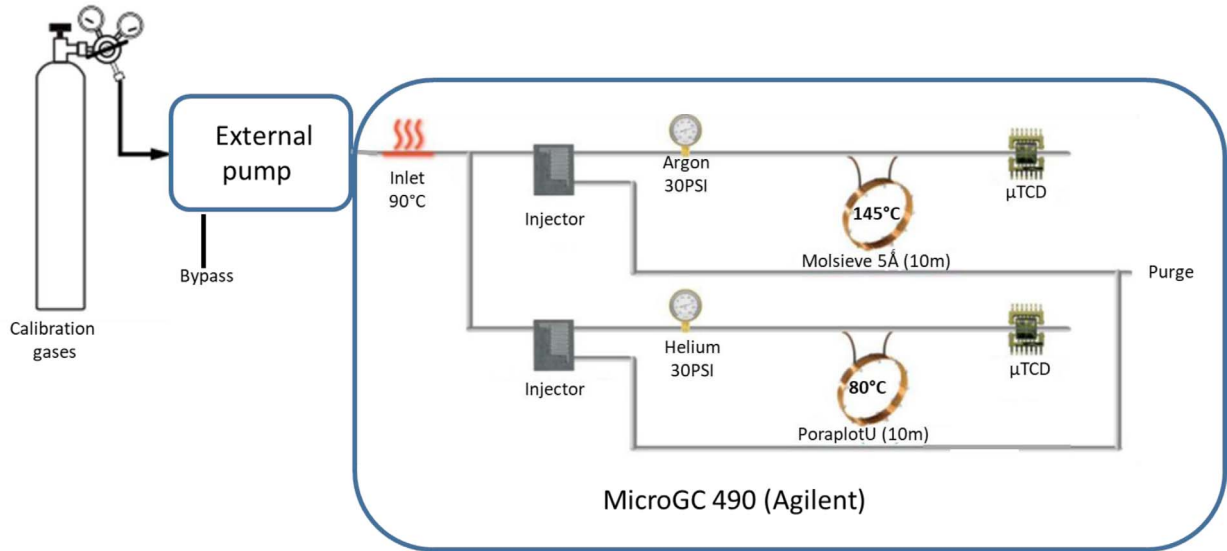 External
pump
Inlet
90°C
Bypass
Calibration
gases
Injector
Argon
30PSI
145°C
Molsieve 5Ǻ (10m)
μTCD
Purge
Injector
Helium
30PSI
80°C
PoraplotU (10m)
μTCD
MicroGC 490 (Agilent)